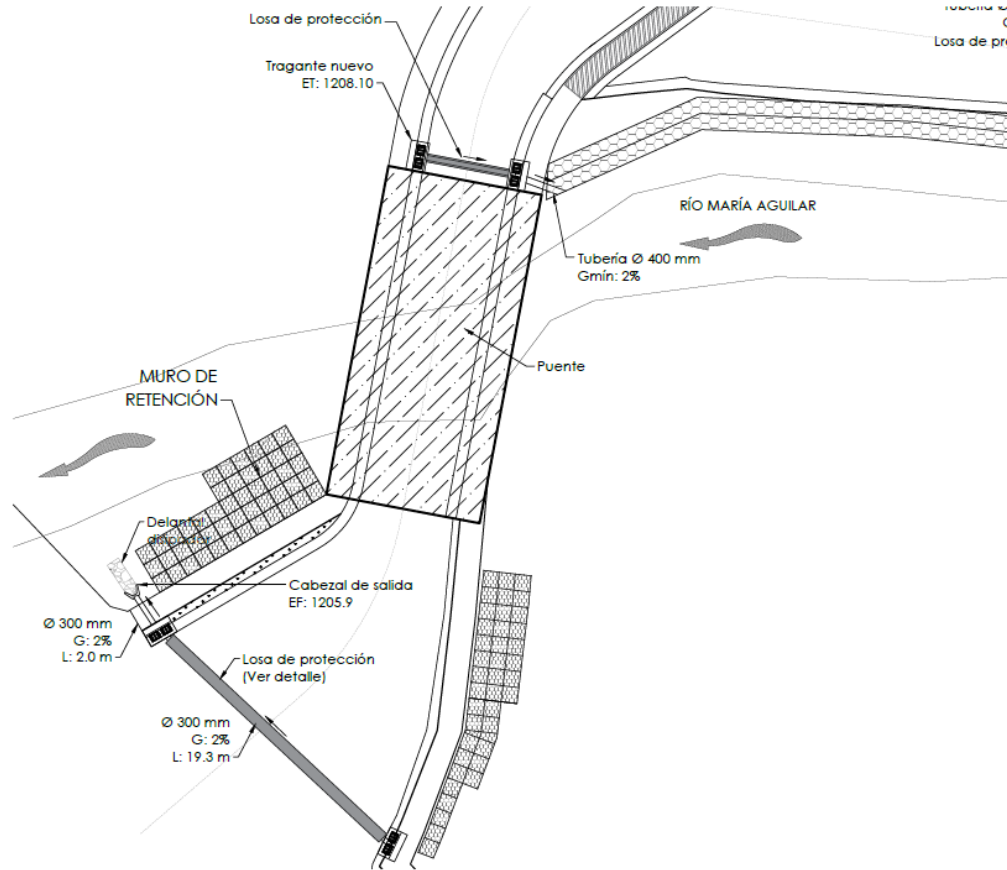 Losa de protección
Tragante nuevo
ET: 1208.10
Losa de pr
RÍO MARÍA AGUILAR
Tubería Ø 400 mm
Gmín: 2%
Puente
MURO DE
RETENCIÓN
Delantal
Cabezal de salida
EF: 1205.9
Ø 300 mm
G: 2%
L: 2.0 m
Losa de protección
(Ver detalle)
Ø 300 mm
G: 2%
L: 19.3 m